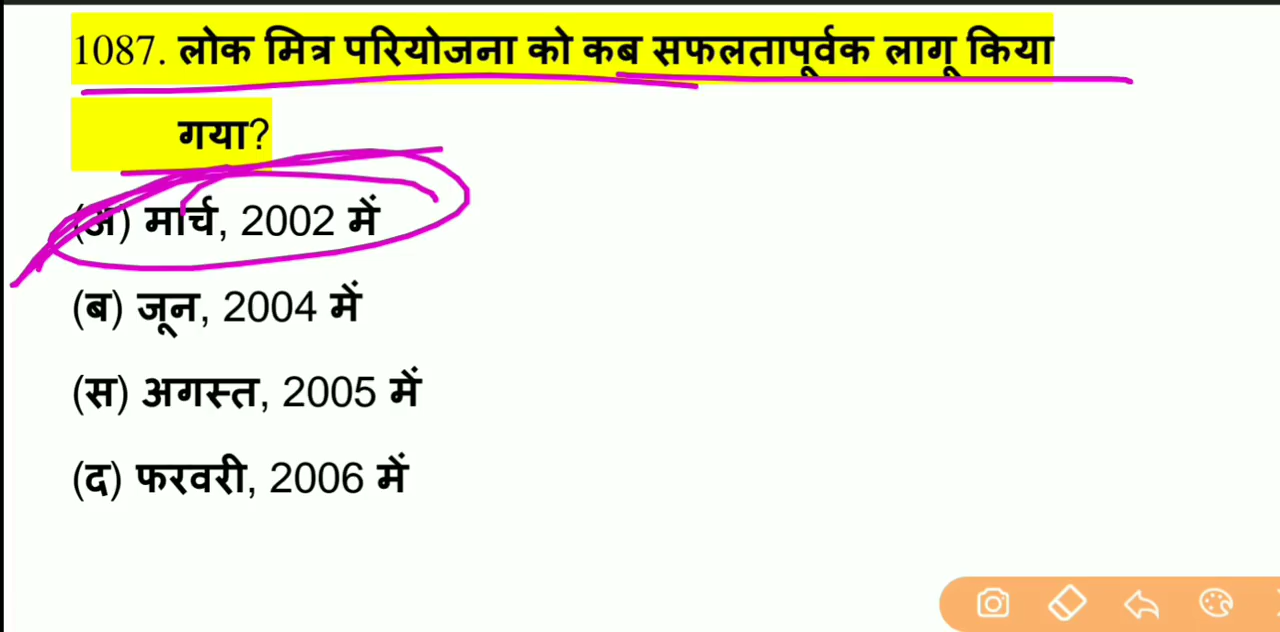 1087. लोक मित्र परियोजना को कब सफलतापूर्वक लागू किया
गया?
(अ) मार्च, 2002 में
(ब) जून, 2004 में
(स) अगस्त, 2005 में
(द) फरवरी, 2006 में